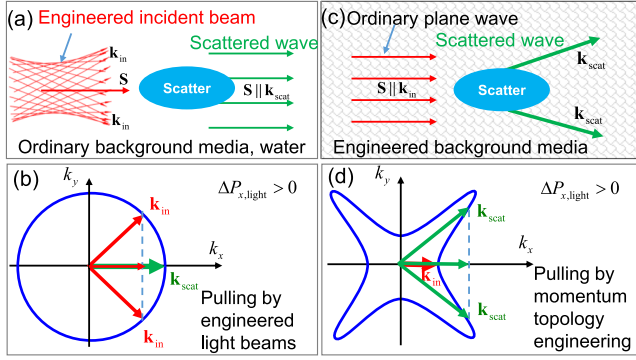 (a)
Engineered incident beam
k_in
Scattered wave
S
Scatter
S || k_scat
k_in
Ordinary background media, water
(c)
Ordinary plane wave
Scattered wave
k_scat
S || k_in
Scatter
k_scat
Engineered background media
(b)
k_y
ΔP_x,light > 0
k_in
k_x
k_scat
k_in
Pulling by
engineered
light beams
(d)
k_y
ΔP_x,light > 0
k_scat
k_x
k_in
k_scat
Pulling by
momentum
topology
engineering